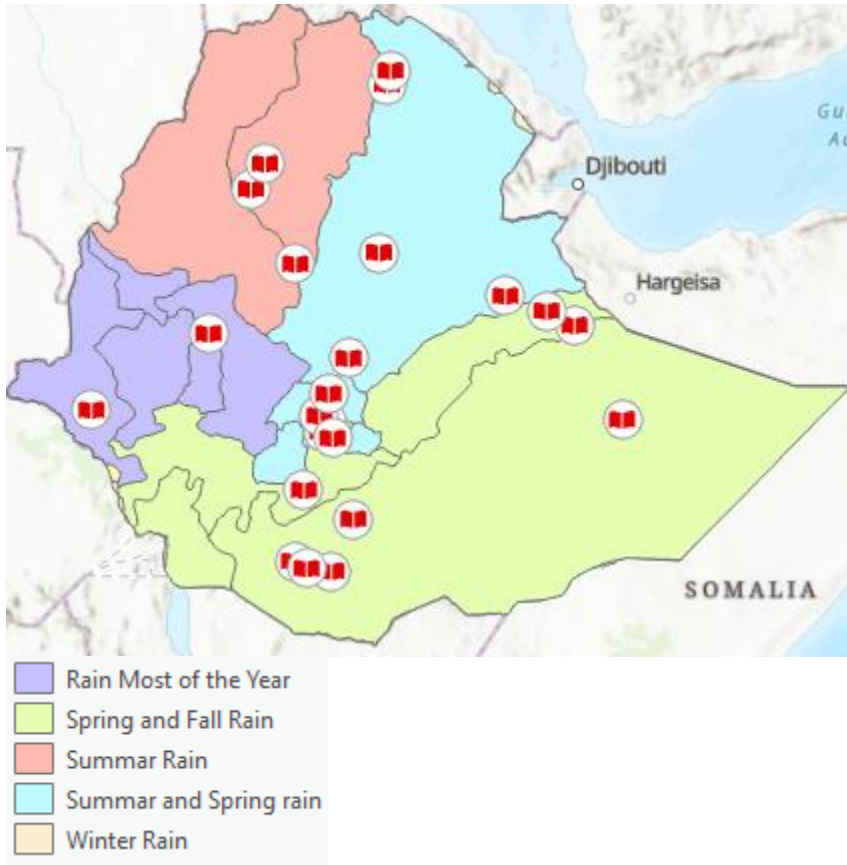 Gu
A
Djibouti
Hargeisa
SOMALIA
Rain Most of the Year
Spring and Fall Rain
Summar Rain
Summar and Spring rain
Winter Rain